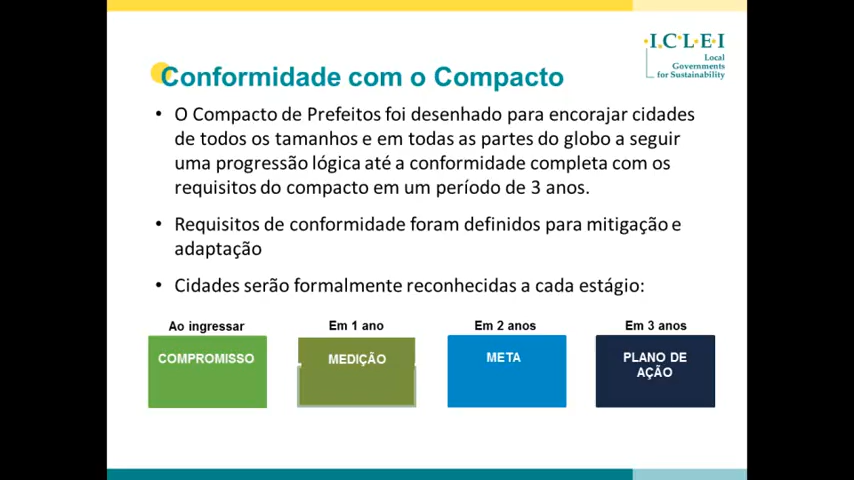 I.C.L.E.I
Local
Governments
for Sustainability
Conformidade com o Compacto
• O Compacto de Prefeitos foi desenhado para encorajar cidades
de todos os tamanhos e em todas as partes do globo a seguir
uma progressão lógica até a conformidade completa com os
requisitos do compacto em um período de 3 anos.
• Requisitos de conformidade foram definidos para mitigação e
adaptação
• Cidades serão formalmente reconhecidas a cada estágio:
Ao ingressar
COMPROMISSO
Em 1 ano
MEDIÇÃO
Em 2 anos
META
Em 3 anos
PLANO DE
AÇÃO